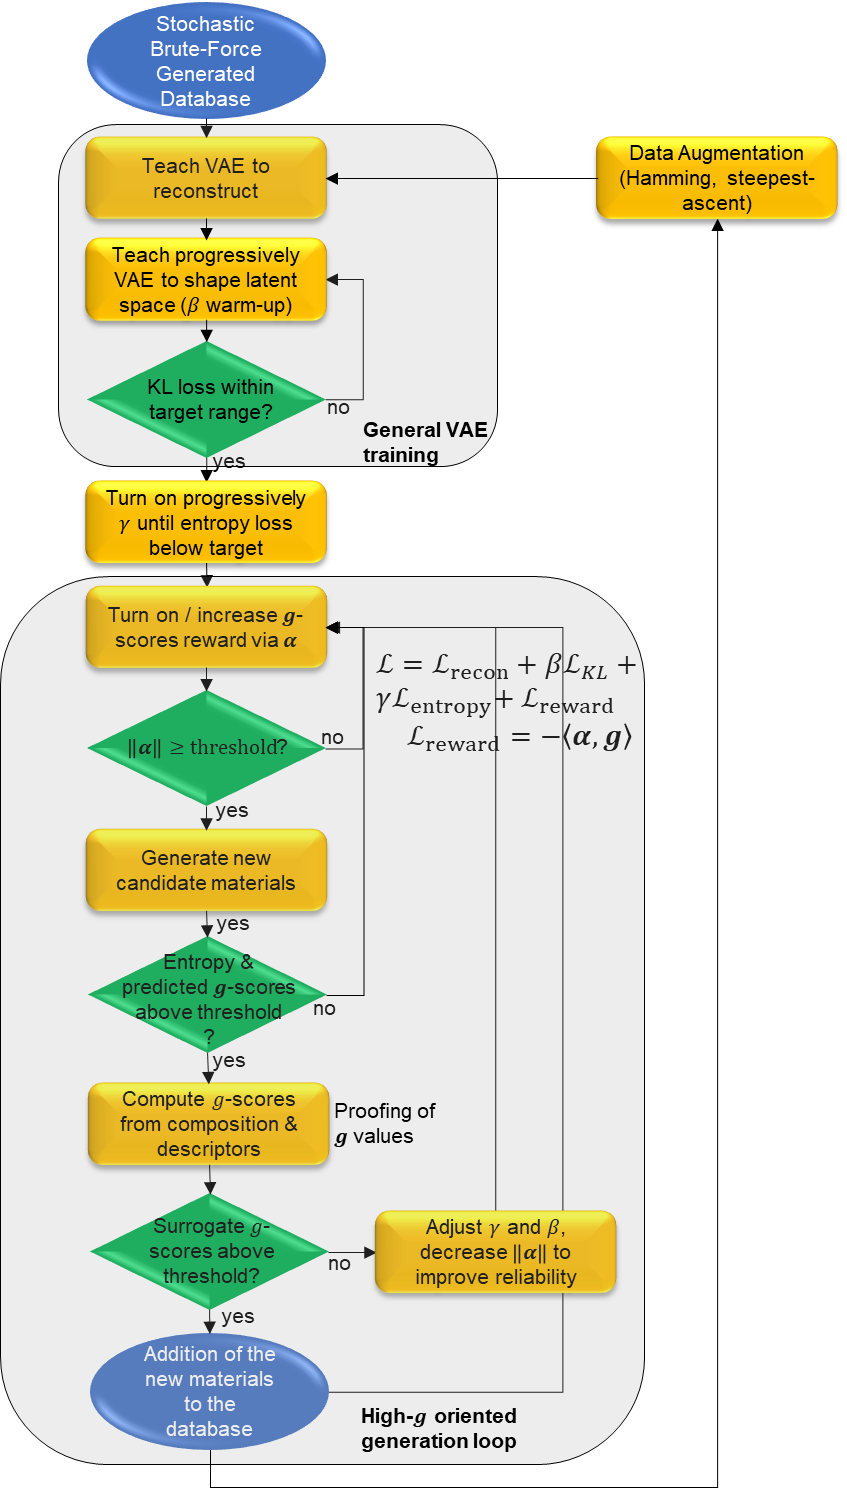 Stochastic
Brute-Force
Generated
Database
Teach VAE to
reconstruct
Data Augmentation
(Hamming, steepest-
ascent)
Teach progressively
VAE to shape latent
space (β warm-up)
KL loss within
target range?
no
General VAE
training
yes
Turn on progressively
γ until entropy loss
below target
Turn on / increase g-
scores reward via α
ℒ = ℒrecon + βℒKL +
γℒentropy + ℒreward
ℒreward = −⟨α, g⟩
‖α‖ ≥ threshold?
no
yes
Generate new
candidate materials
yes
Entropy &
predicted g-scores
above threshold
?
no
yes
Compute g-scores
from composition &
descriptors
Proofing of
g values
Surrogate g-
scores above
threshold?
no
Adjust γ and β,
decrease ‖α‖ to
improve reliability
yes
Addition of the
new materials
to the
database
High-g oriented
generation loop